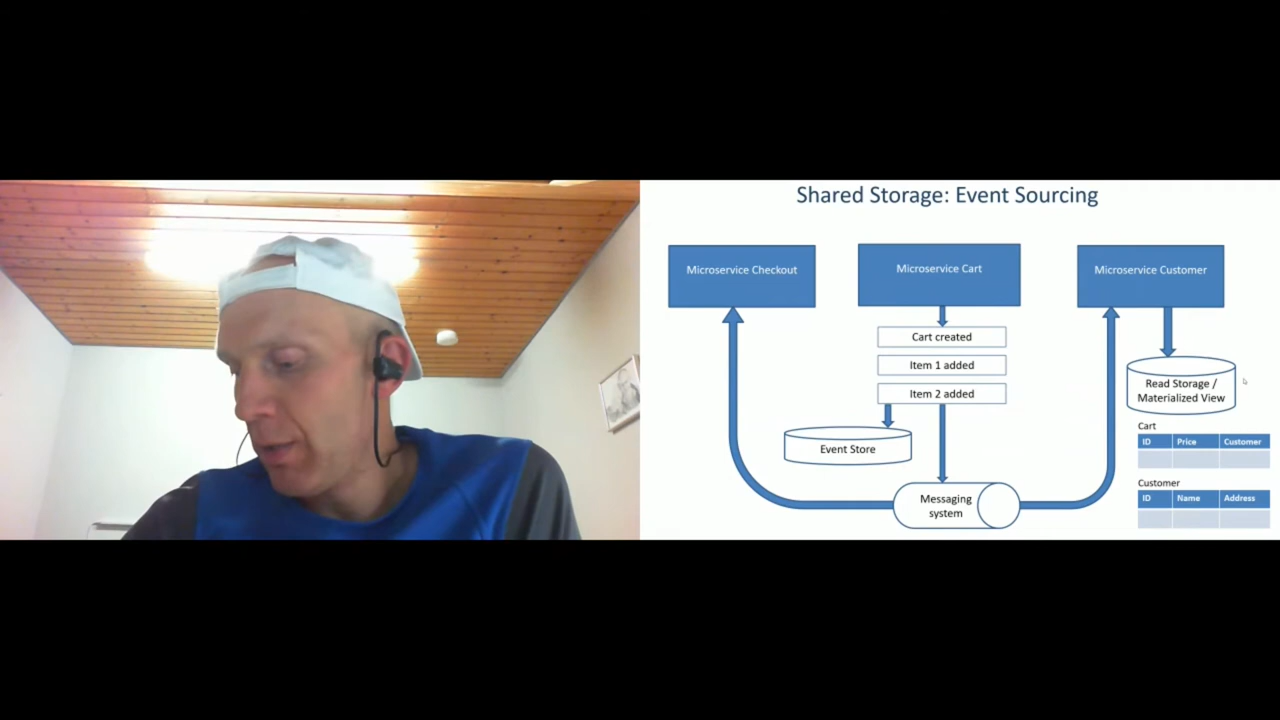 Shared Storage: Event Sourcing
Microservice Checkout
Microservice Cart
Microservice Customer
Cart created
Item 1 added
Item 2 added
Event Store
Messaging
system
Read Storage /
Materialized View
Cart
ID Price Customer
Customer
ID Name Address